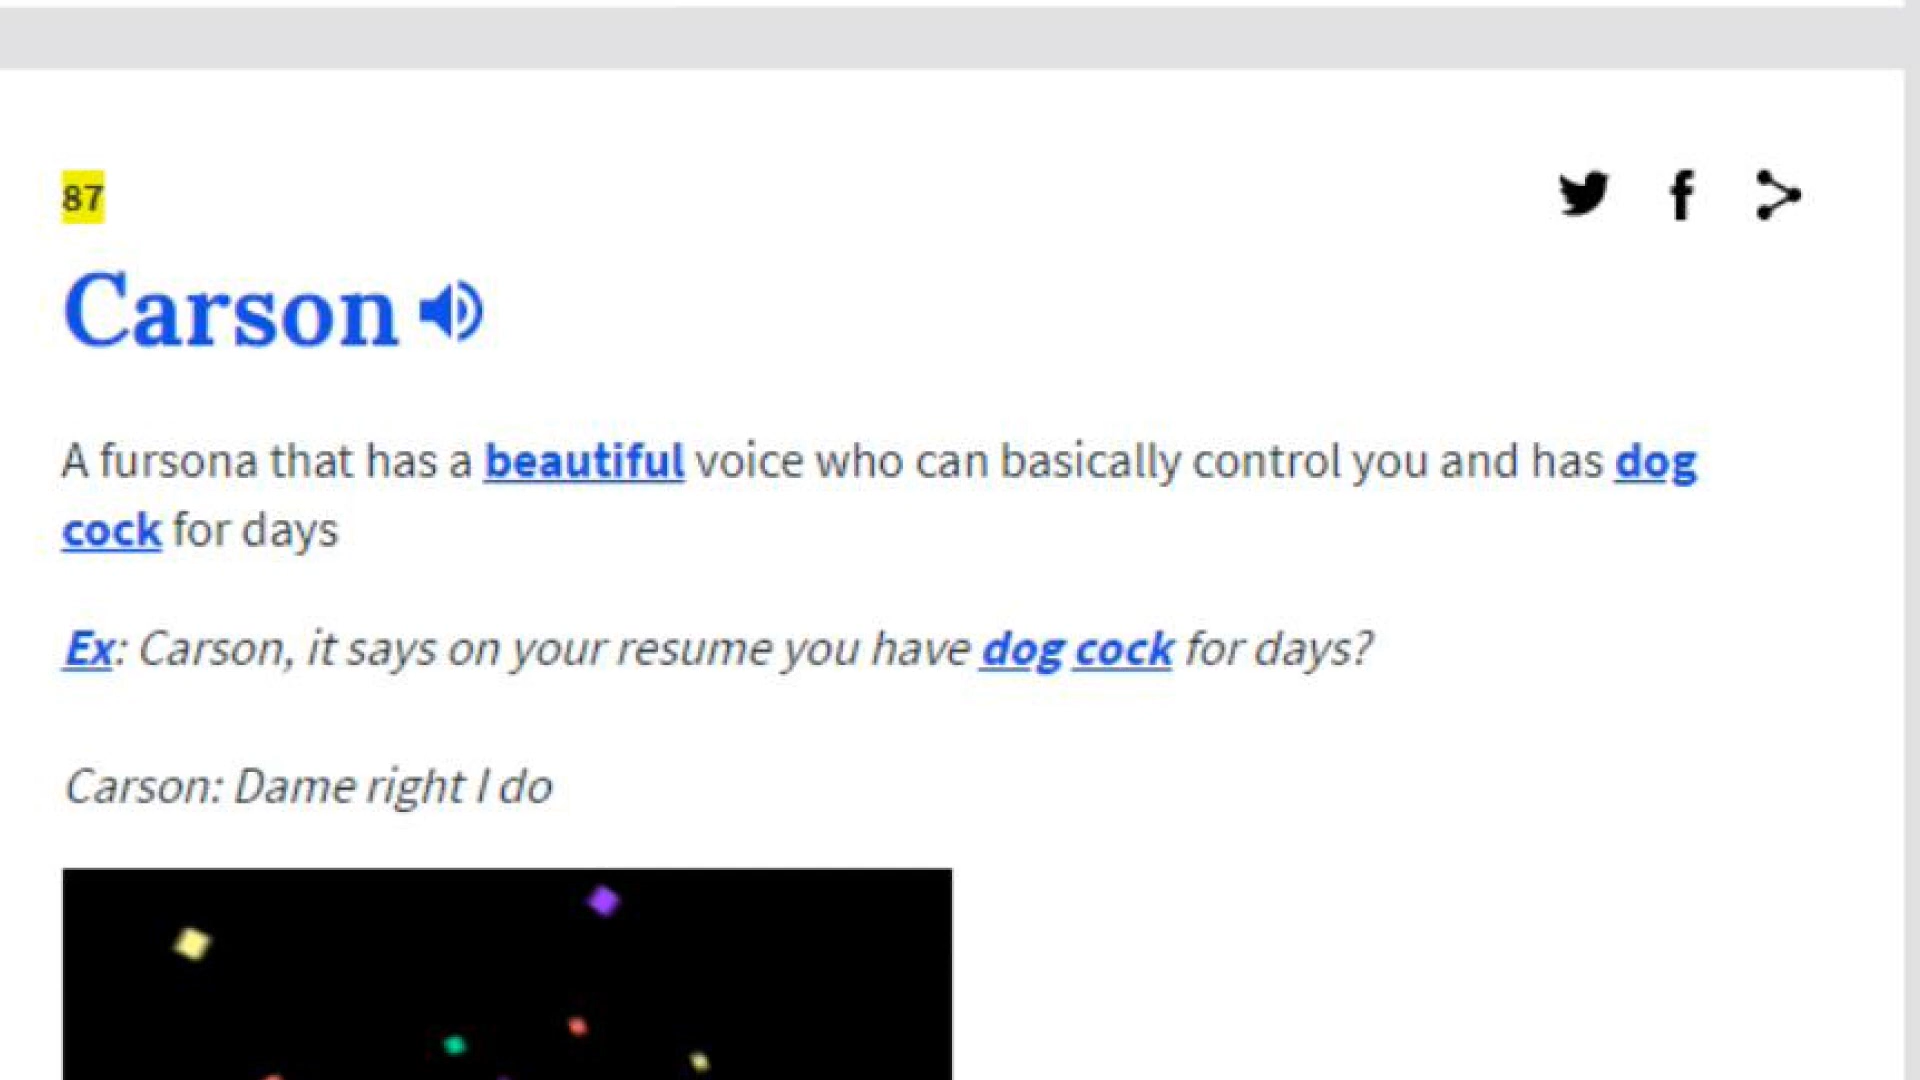 87
Carson
A fursona that has a beautiful voice who can basically control you and has dog
cock for days
Ex: Carson, it says on your resume you have dog cock for days?
Carson: Dame right I do